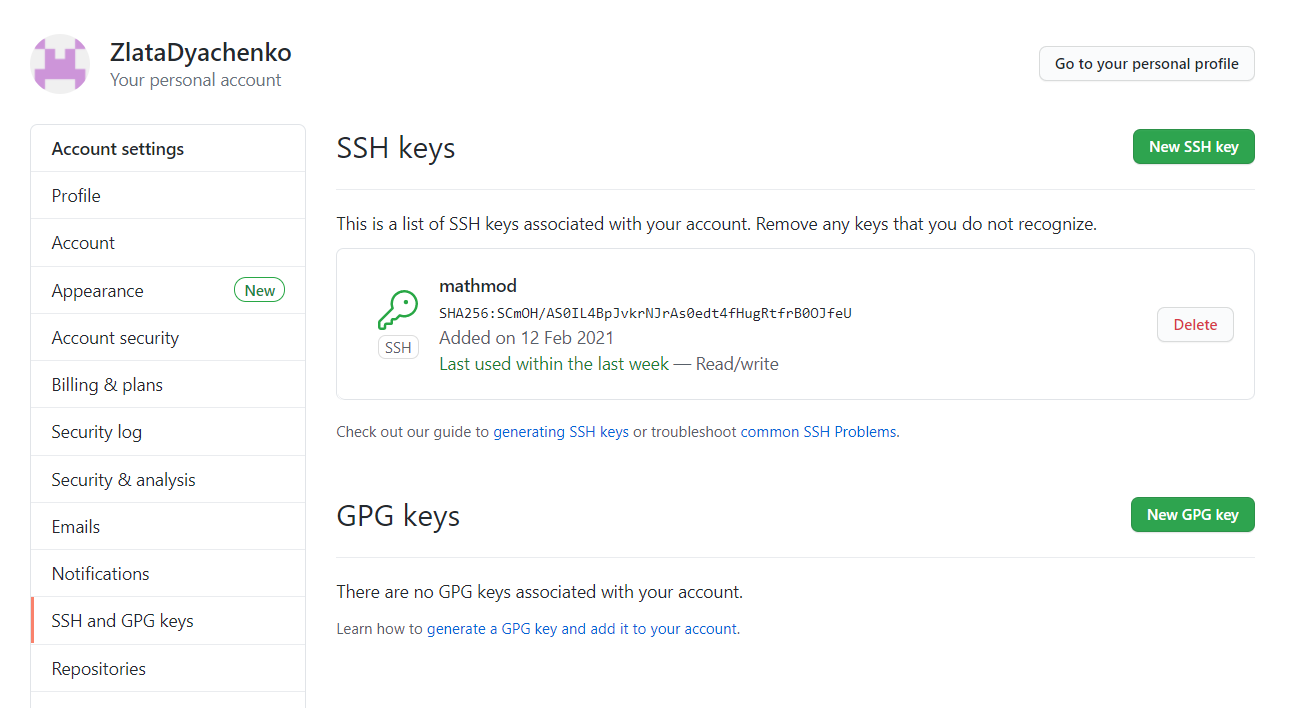 ZlataDyachenko
Your personal account
Go to your personal profile
Account settings
Profile
Account
Appearance New
Account security
Billing & plans
Security log
Security & analysis
Emails
Notifications
SSH and GPG keys
Repositories
SSH keys
New SSH key
This is a list of SSH keys associated with your account. Remove any keys that you do not recognize.
mathmod
SHA256:SCmOH/AS0IL4BpJvkrNJrAs0edt4fHugRtfrB0OJfeU
Added on 12 Feb 2021
Last used within the last week — Read/write
SSH
Delete
Check out our guide to generating SSH keys or troubleshoot common SSH Problems.
GPG keys
New GPG key
There are no GPG keys associated with your account.
Learn how to generate a GPG key and add it to your account.